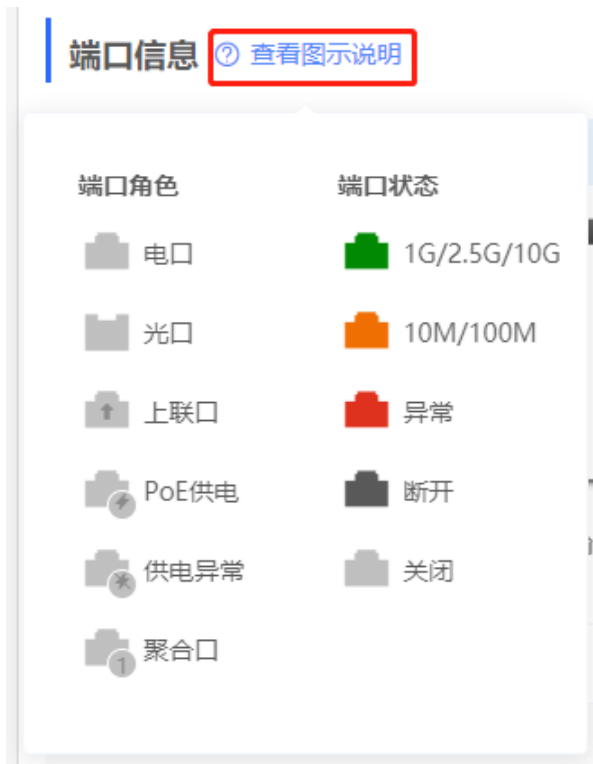 端口信息 查看图示说明
端口角色 端口状态
电口 1G/2.5G/10G
光口 10M/100M
上联口 异常
PoE供电 断开
供电异常 关闭
1 聚合口